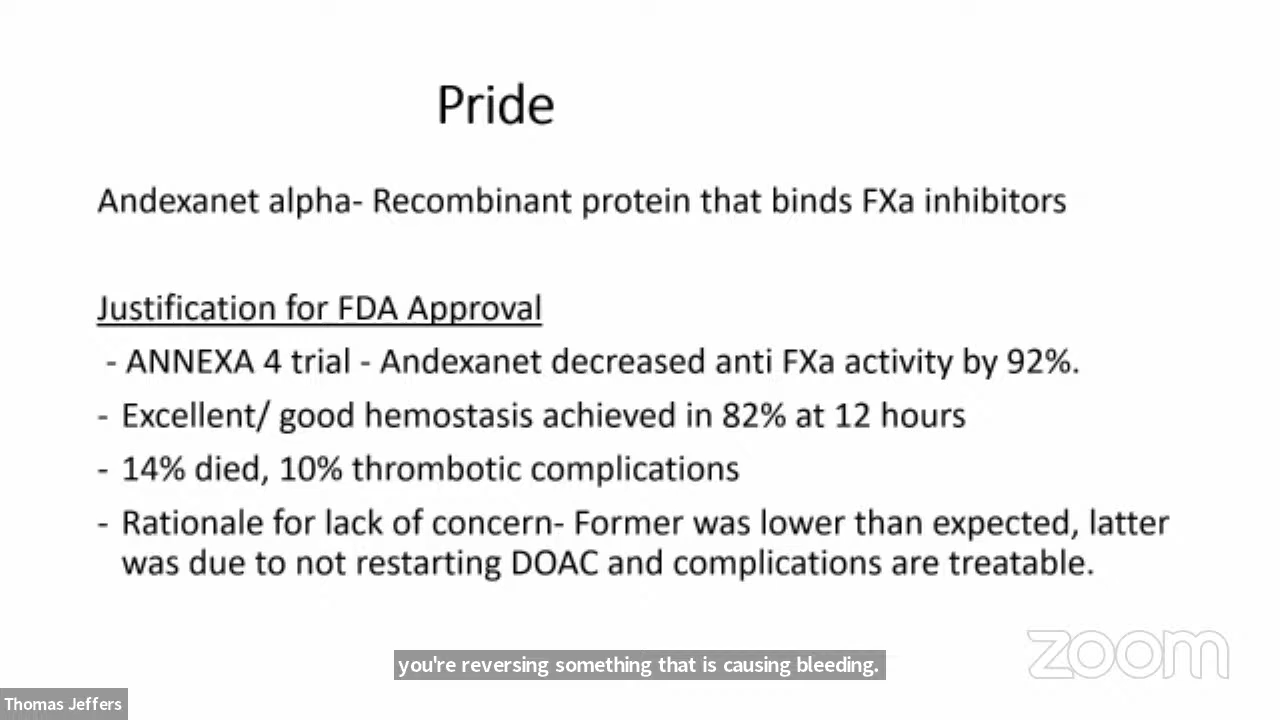 Pride
Andexanet alpha- Recombinant protein that binds FXa inhibitors
Justification for FDA Approval
- ANNEXA 4 trial - Andexanet decreased anti FXa activity by 92%.
- Excellent/ good hemostasis achieved in 82% at 12 hours
- 14% died, 10% thrombotic complications
- Rationale for lack of concern- Former was lower than expected, latter
was due to not restarting DOAC and complications are treatable.
zoom
you're reversing something that is causing bleeding.
Thomas Jeffers